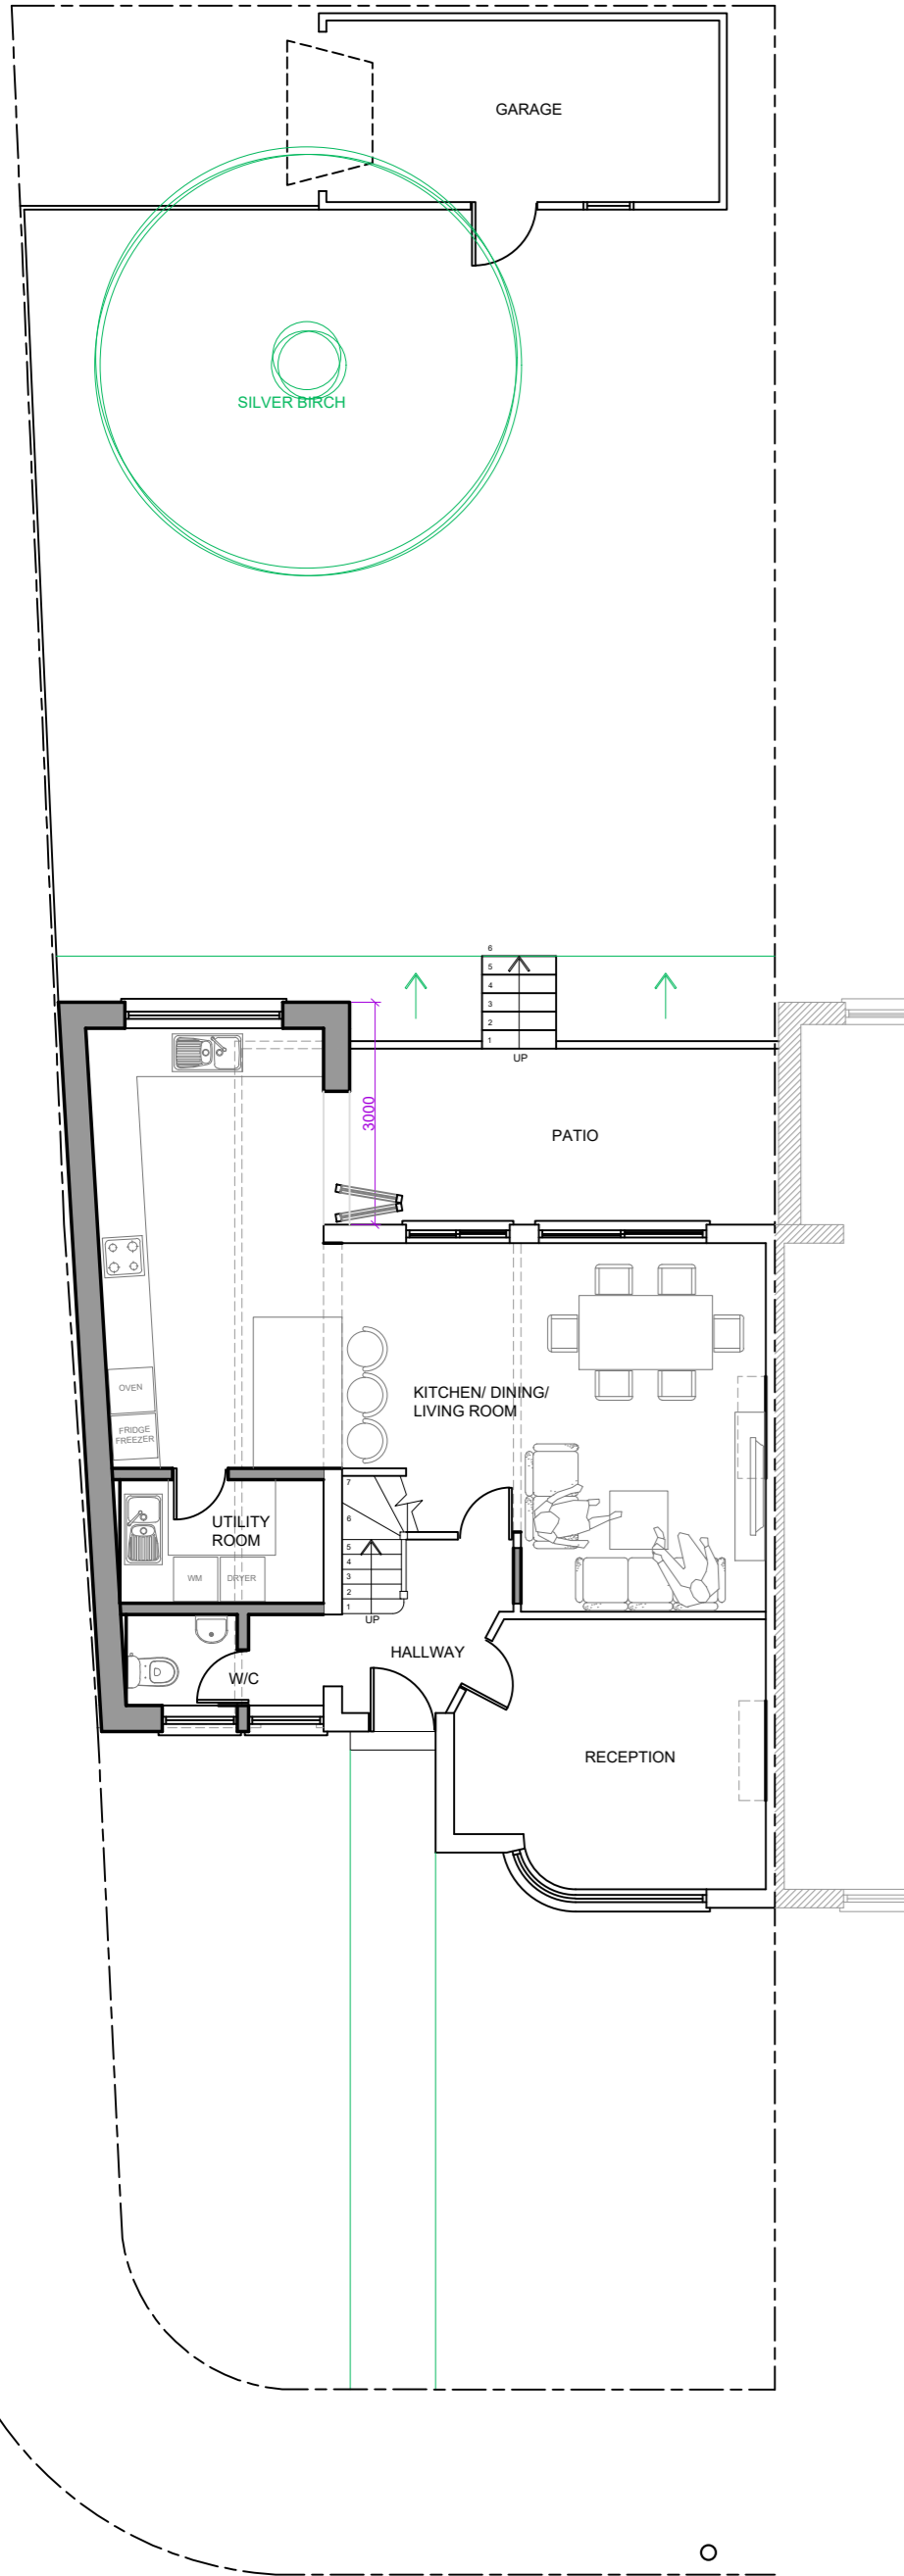 GARAGE
SILVER BIRCH
6
5
4
3
2
1
UP
3000
PATIO
OVEN
FRIDGE
FREEZER
KITCHEN/ DINING/
LIVING ROOM
UTILITY
ROOM
WM
DRYER
7
6
5
4
3
2
1
UP
HALLWAY
W/C
RECEPTION